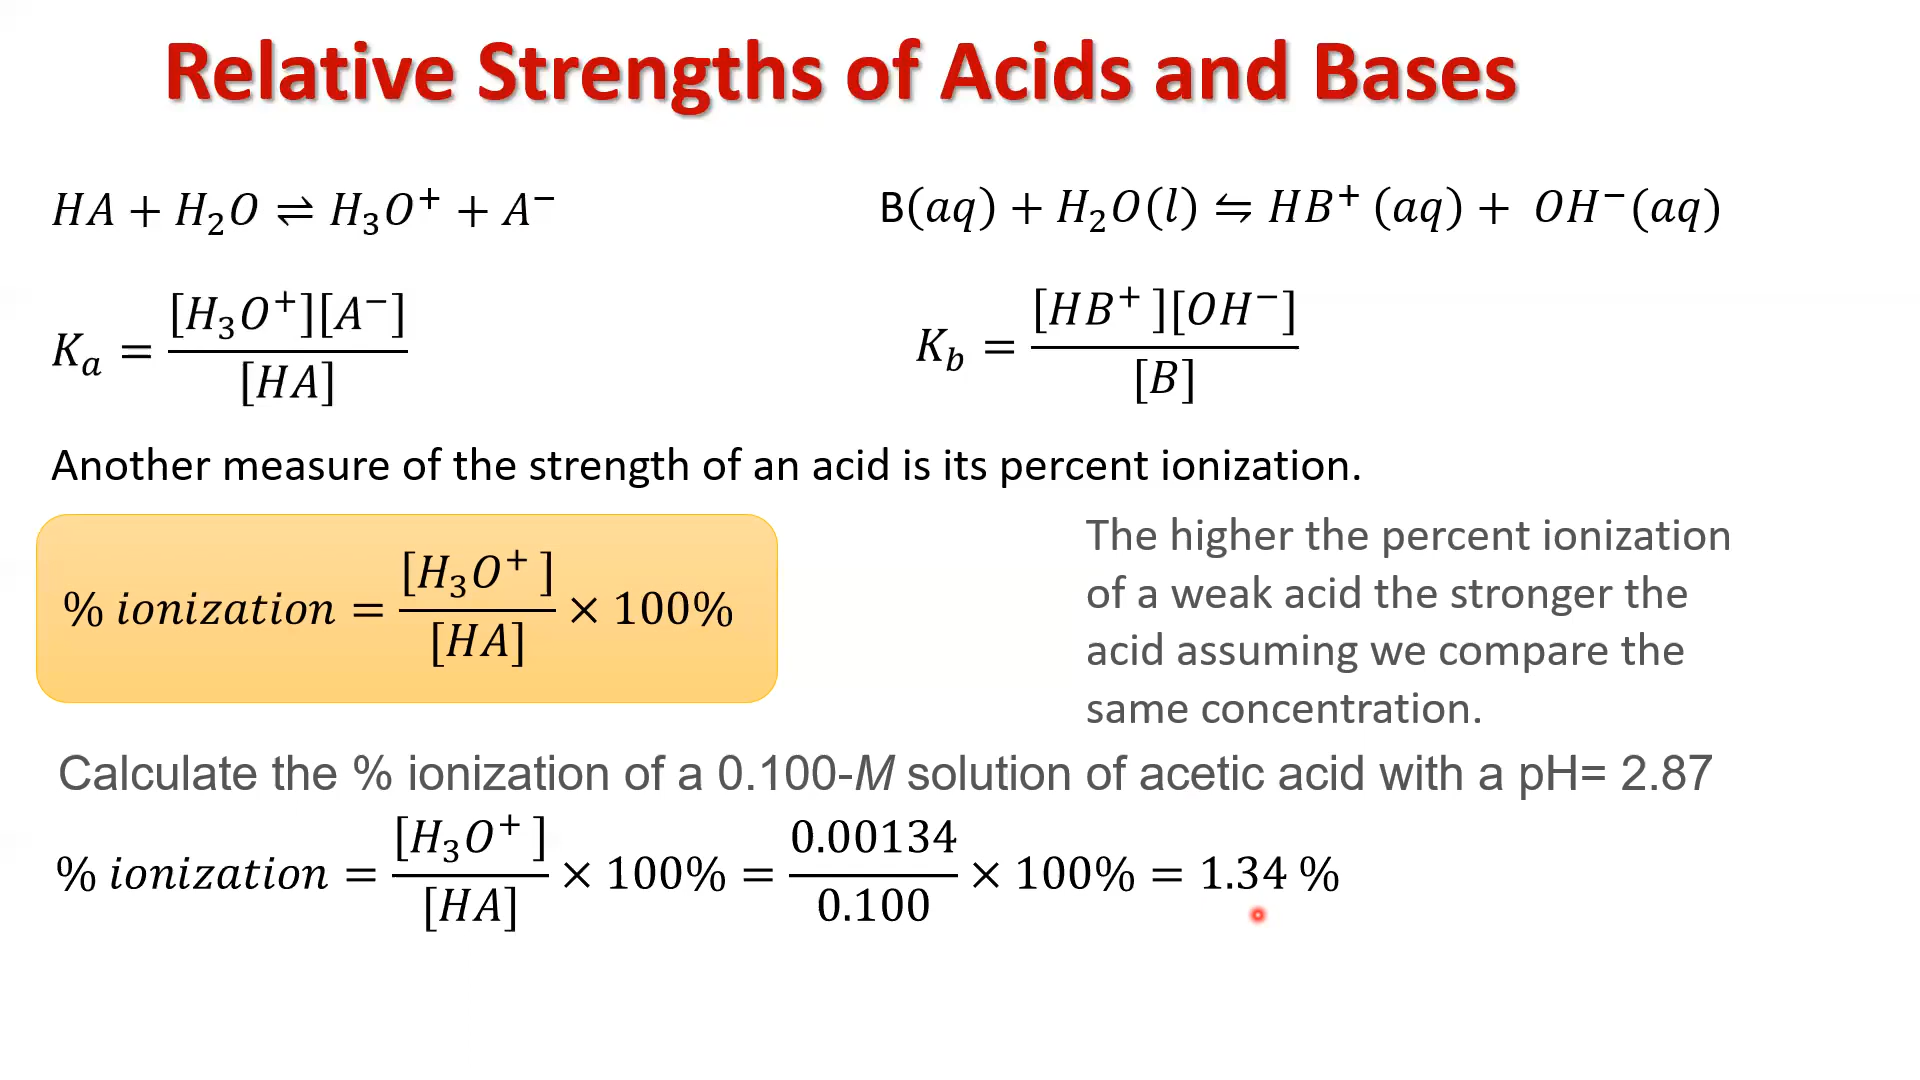 Relative Strengths of Acids and Bases
HA + H₂O ⇌ H₃O⁺ + A⁻
B(aq) + H₂O(l) ⇋ HB⁺ (aq) + OH⁻(aq)
Kₐ = [H₃O⁺][A⁻] / [HA]
K_b = [HB⁺ ][OH⁻] / [B]
Another measure of the strength of an acid is its percent ionization.
% ionization = [H₃O⁺ ] / [HA] × 100%
The higher the percent ionization
of a weak acid the stronger the
acid assuming we compare the
same concentration.
Calculate the % ionization of a 0.100-M solution of acetic acid with a pH= 2.87
% ionization = [H₃O⁺ ] / [HA] × 100% = 0.00134 / 0.100 × 100% = 1.34 %